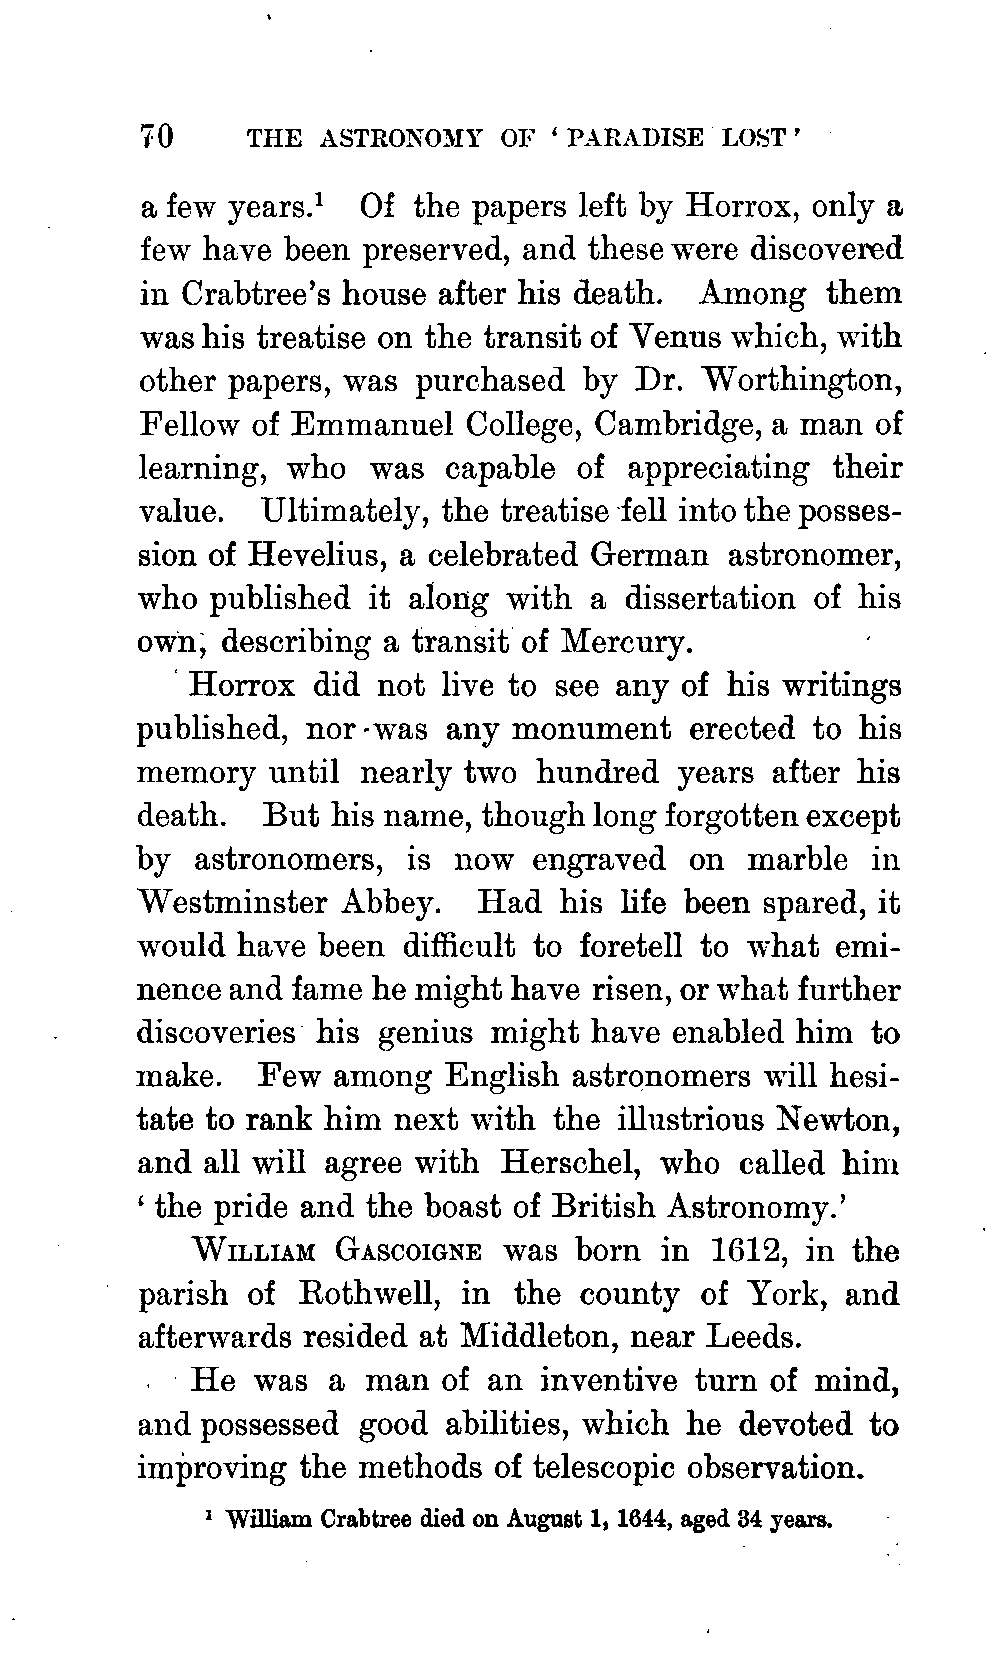 70 THE ASTRONOMY OF ‘ PARADISE LOST ’
a few years.¹ Of the papers left by Horrox, only a
few have been preserved, and these were discovered
in Crabtree’s house after his death. Among them
was his treatise on the transit of Venus which, with
other papers, was purchased by Dr. Worthington,
Fellow of Emmanuel College, Cambridge, a man of
learning, who was capable of appreciating their
value. Ultimately, the treatise fell into the posses-
sion of Hevelius, a celebrated German astronomer,
who published it along with a dissertation of his
own, describing a transit of Mercury.
Horrox did not live to see any of his writings
published, nor was any monument erected to his
memory until nearly two hundred years after his
death. But his name, though long forgotten except
by astronomers, is now engraved on marble in
Westminster Abbey. Had his life been spared, it
would have been difficult to foretell to what emi-
nence and fame he might have risen, or what further
discoveries his genius might have enabled him to
make. Few among English astronomers will hesi-
tate to rank him next with the illustrious Newton,
and all will agree with Herschel, who called him
‘ the pride and the boast of British Astronomy.’
WILLIAM GASCOIGNE was born in 1612, in the
parish of Rothwell, in the county of York, and
afterwards resided at Middleton, near Leeds.
He was a man of an inventive turn of mind,
and possessed good abilities, which he devoted to
improving the methods of telescopic observation.
¹ William Crabtree died on August 1, 1644, aged 34 years.